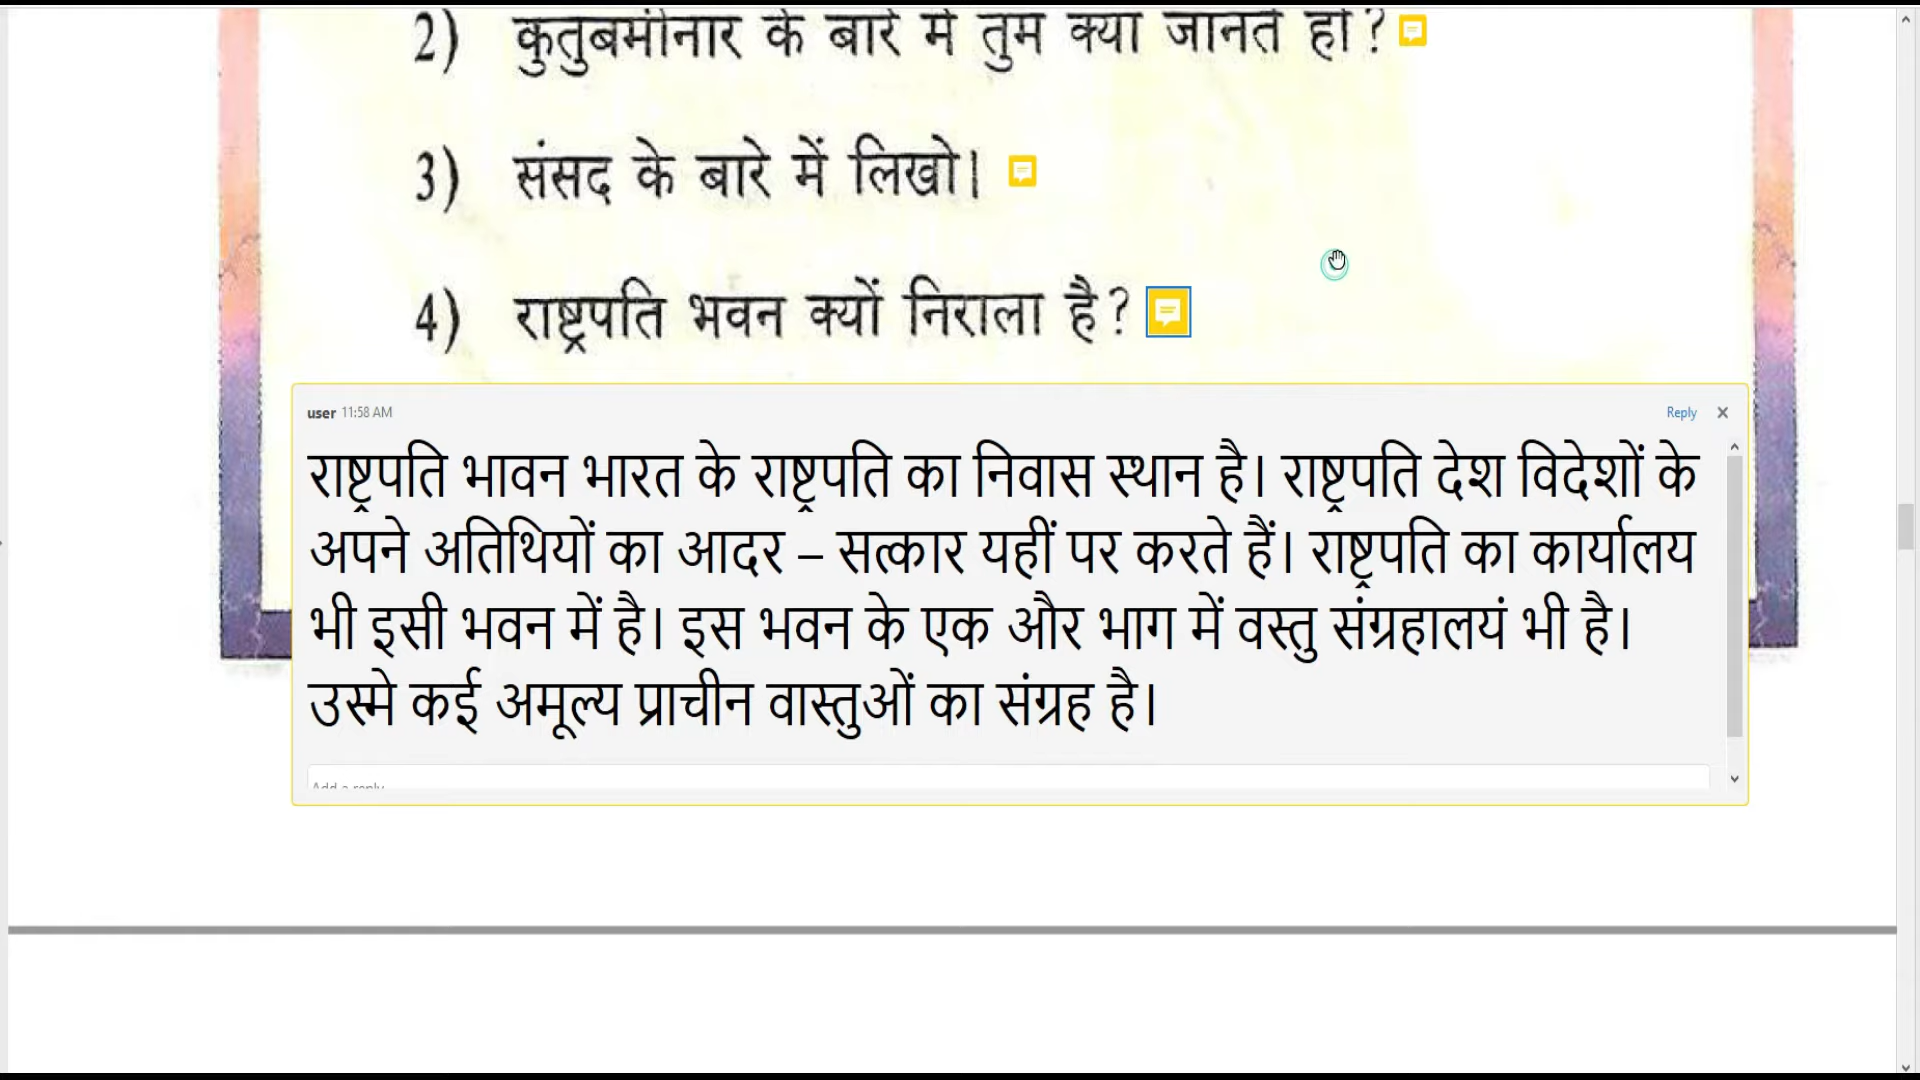 2) कुतुबमीनार के बारे में तुम क्या जानते हो?
3) संसद के बारे में लिखो।
4) राष्ट्रपति भवन क्यों निराला है?
user 11:58 AM Reply
राष्ट्रपति भावन भारत के राष्ट्रपति का निवास स्थान है। राष्ट्रपति देश विदेशों के
अपने अतिथियों का आदर – सत्कार यहीं पर करते हैं। राष्ट्रपति का कार्यालय
भी इसी भवन में है। इस भवन के एक और भाग में वस्तु संग्रहालयं भी है।
उस्मे कई अमूल्य प्राचीन वास्तुओं का संग्रह है।
Add a reply